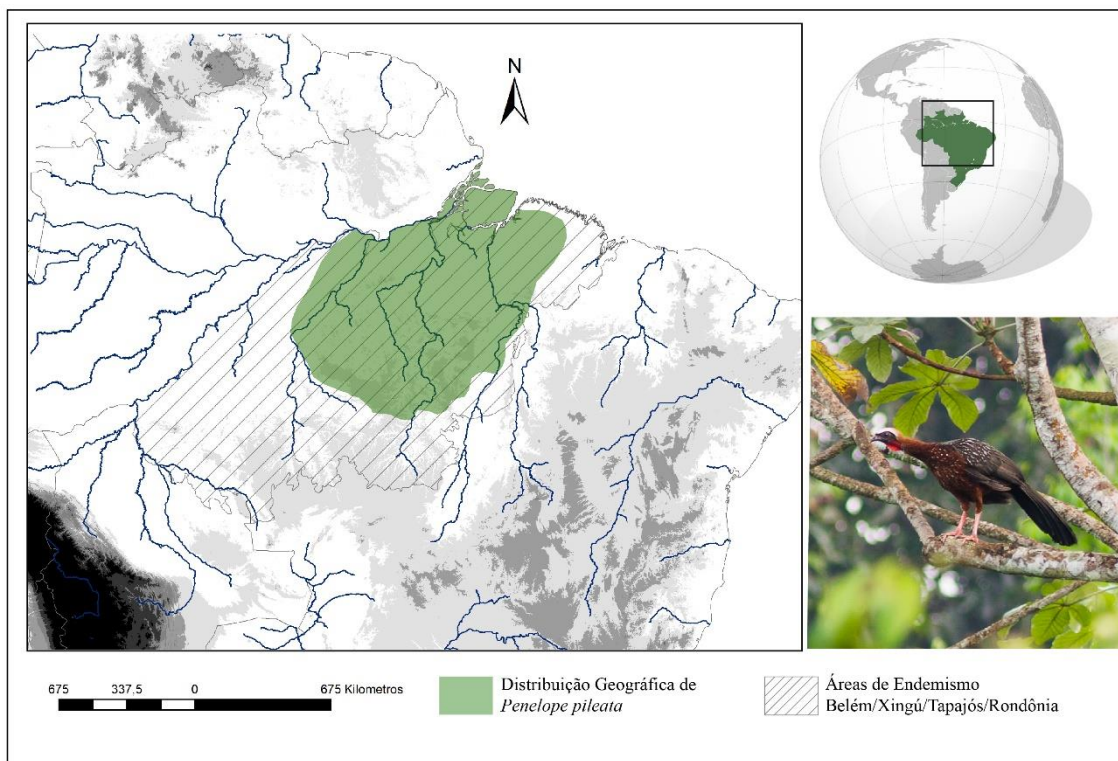 N
675 337,5 0 675 Kilometros
Distribuição Geográfica de
Penelope pileata
Áreas de Endemismo
Belém/Xingú/Tapajós/Rondônia